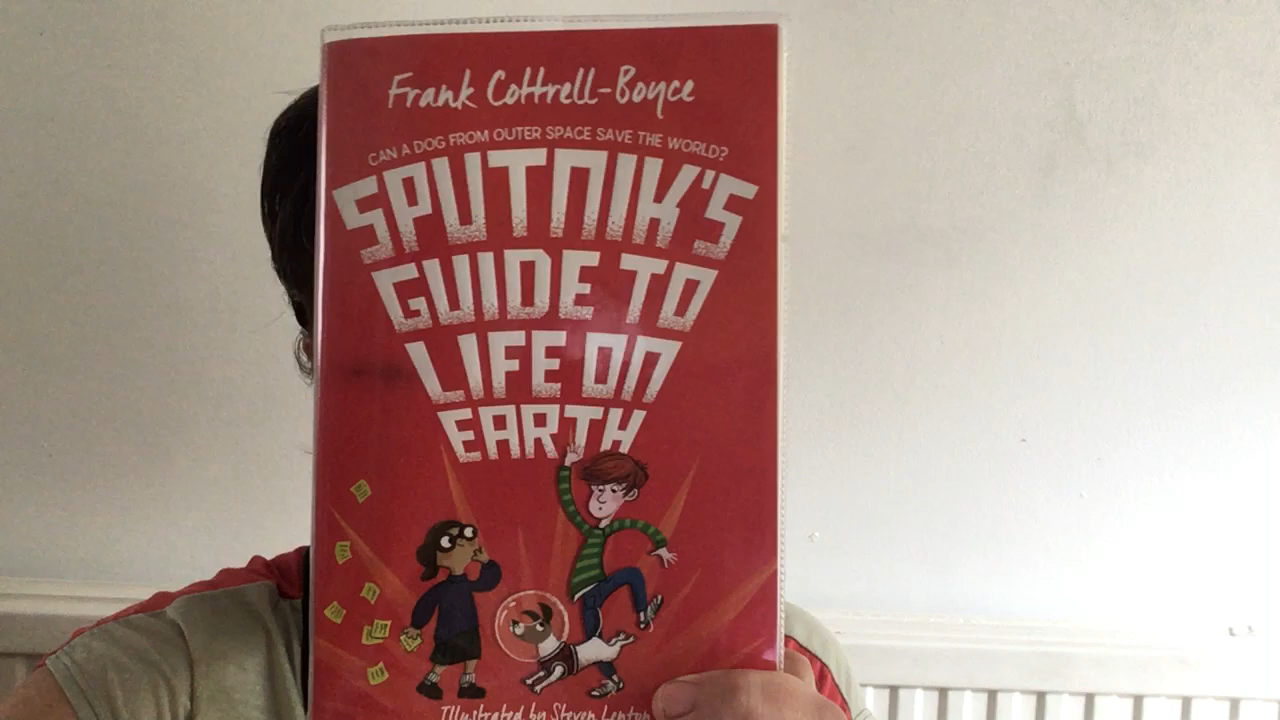 Frank Cottrell-Boyce
CAN A DOG FROM OUTER SPACE SAVE THE WORLD?
SPUTNIK'S
GUIDE TO
LIFE ON
EARTH
Illustrated by Steven Lenton